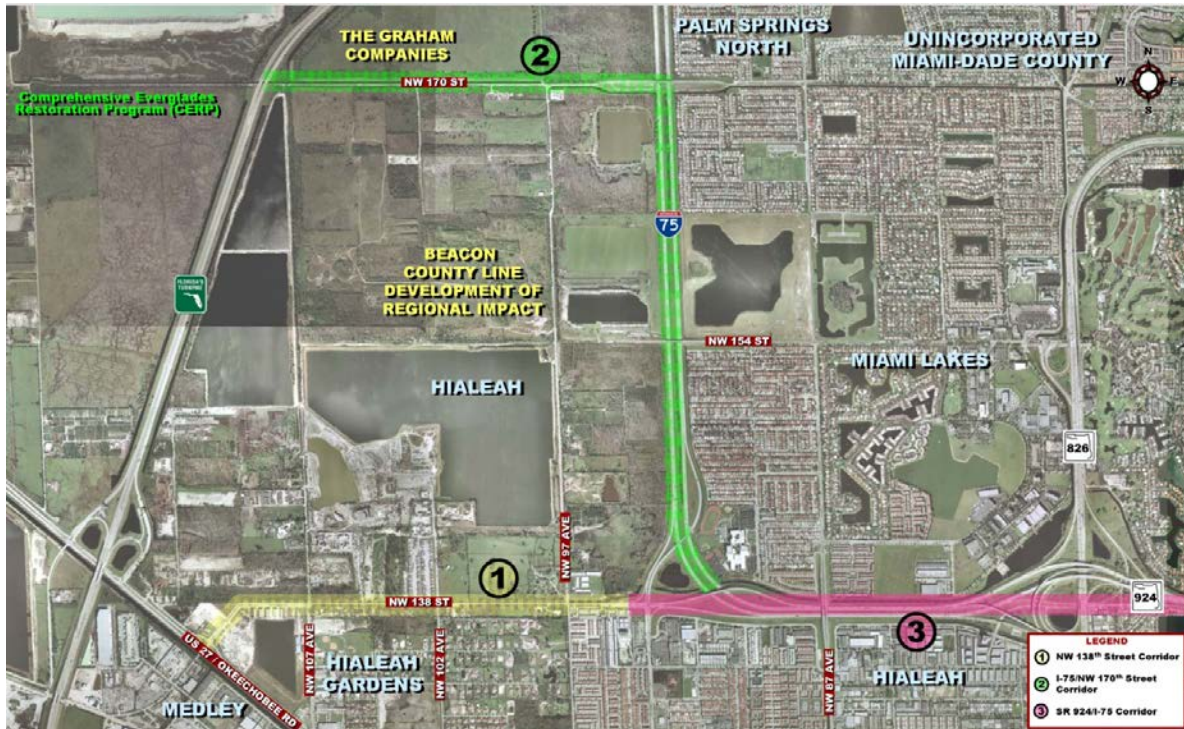 THE GRAHAM
COMPANIES
2
PALM SPRINGS
NORTH
UNINCORPORATED
MIAMI-DADE COUNTY
N
W E
S
NW 170 ST
Comprehensive Everglades
Restoration Program (CERP)
75
BEACON
COUNTY LINE
DEVELOPMENT OF
REGIONAL IMPACT
FLORIDA'S
TURNPIKE
NW 154 ST
MIAMI LAKES
HIALEAH
826
NW 97 AVE
1
NW 138 ST
924
3
US 27 / OKEECHOBEE RD
NW 107 AVE
NW 102 AVE
NW 87 AVE
HIALEAH
GARDENS
MEDLEY
HIALEAH
LEGEND
1 NW 138th Street Corridor
2 I-75/NW 170th Street
Corridor
3 SR 924/I-75 Corridor